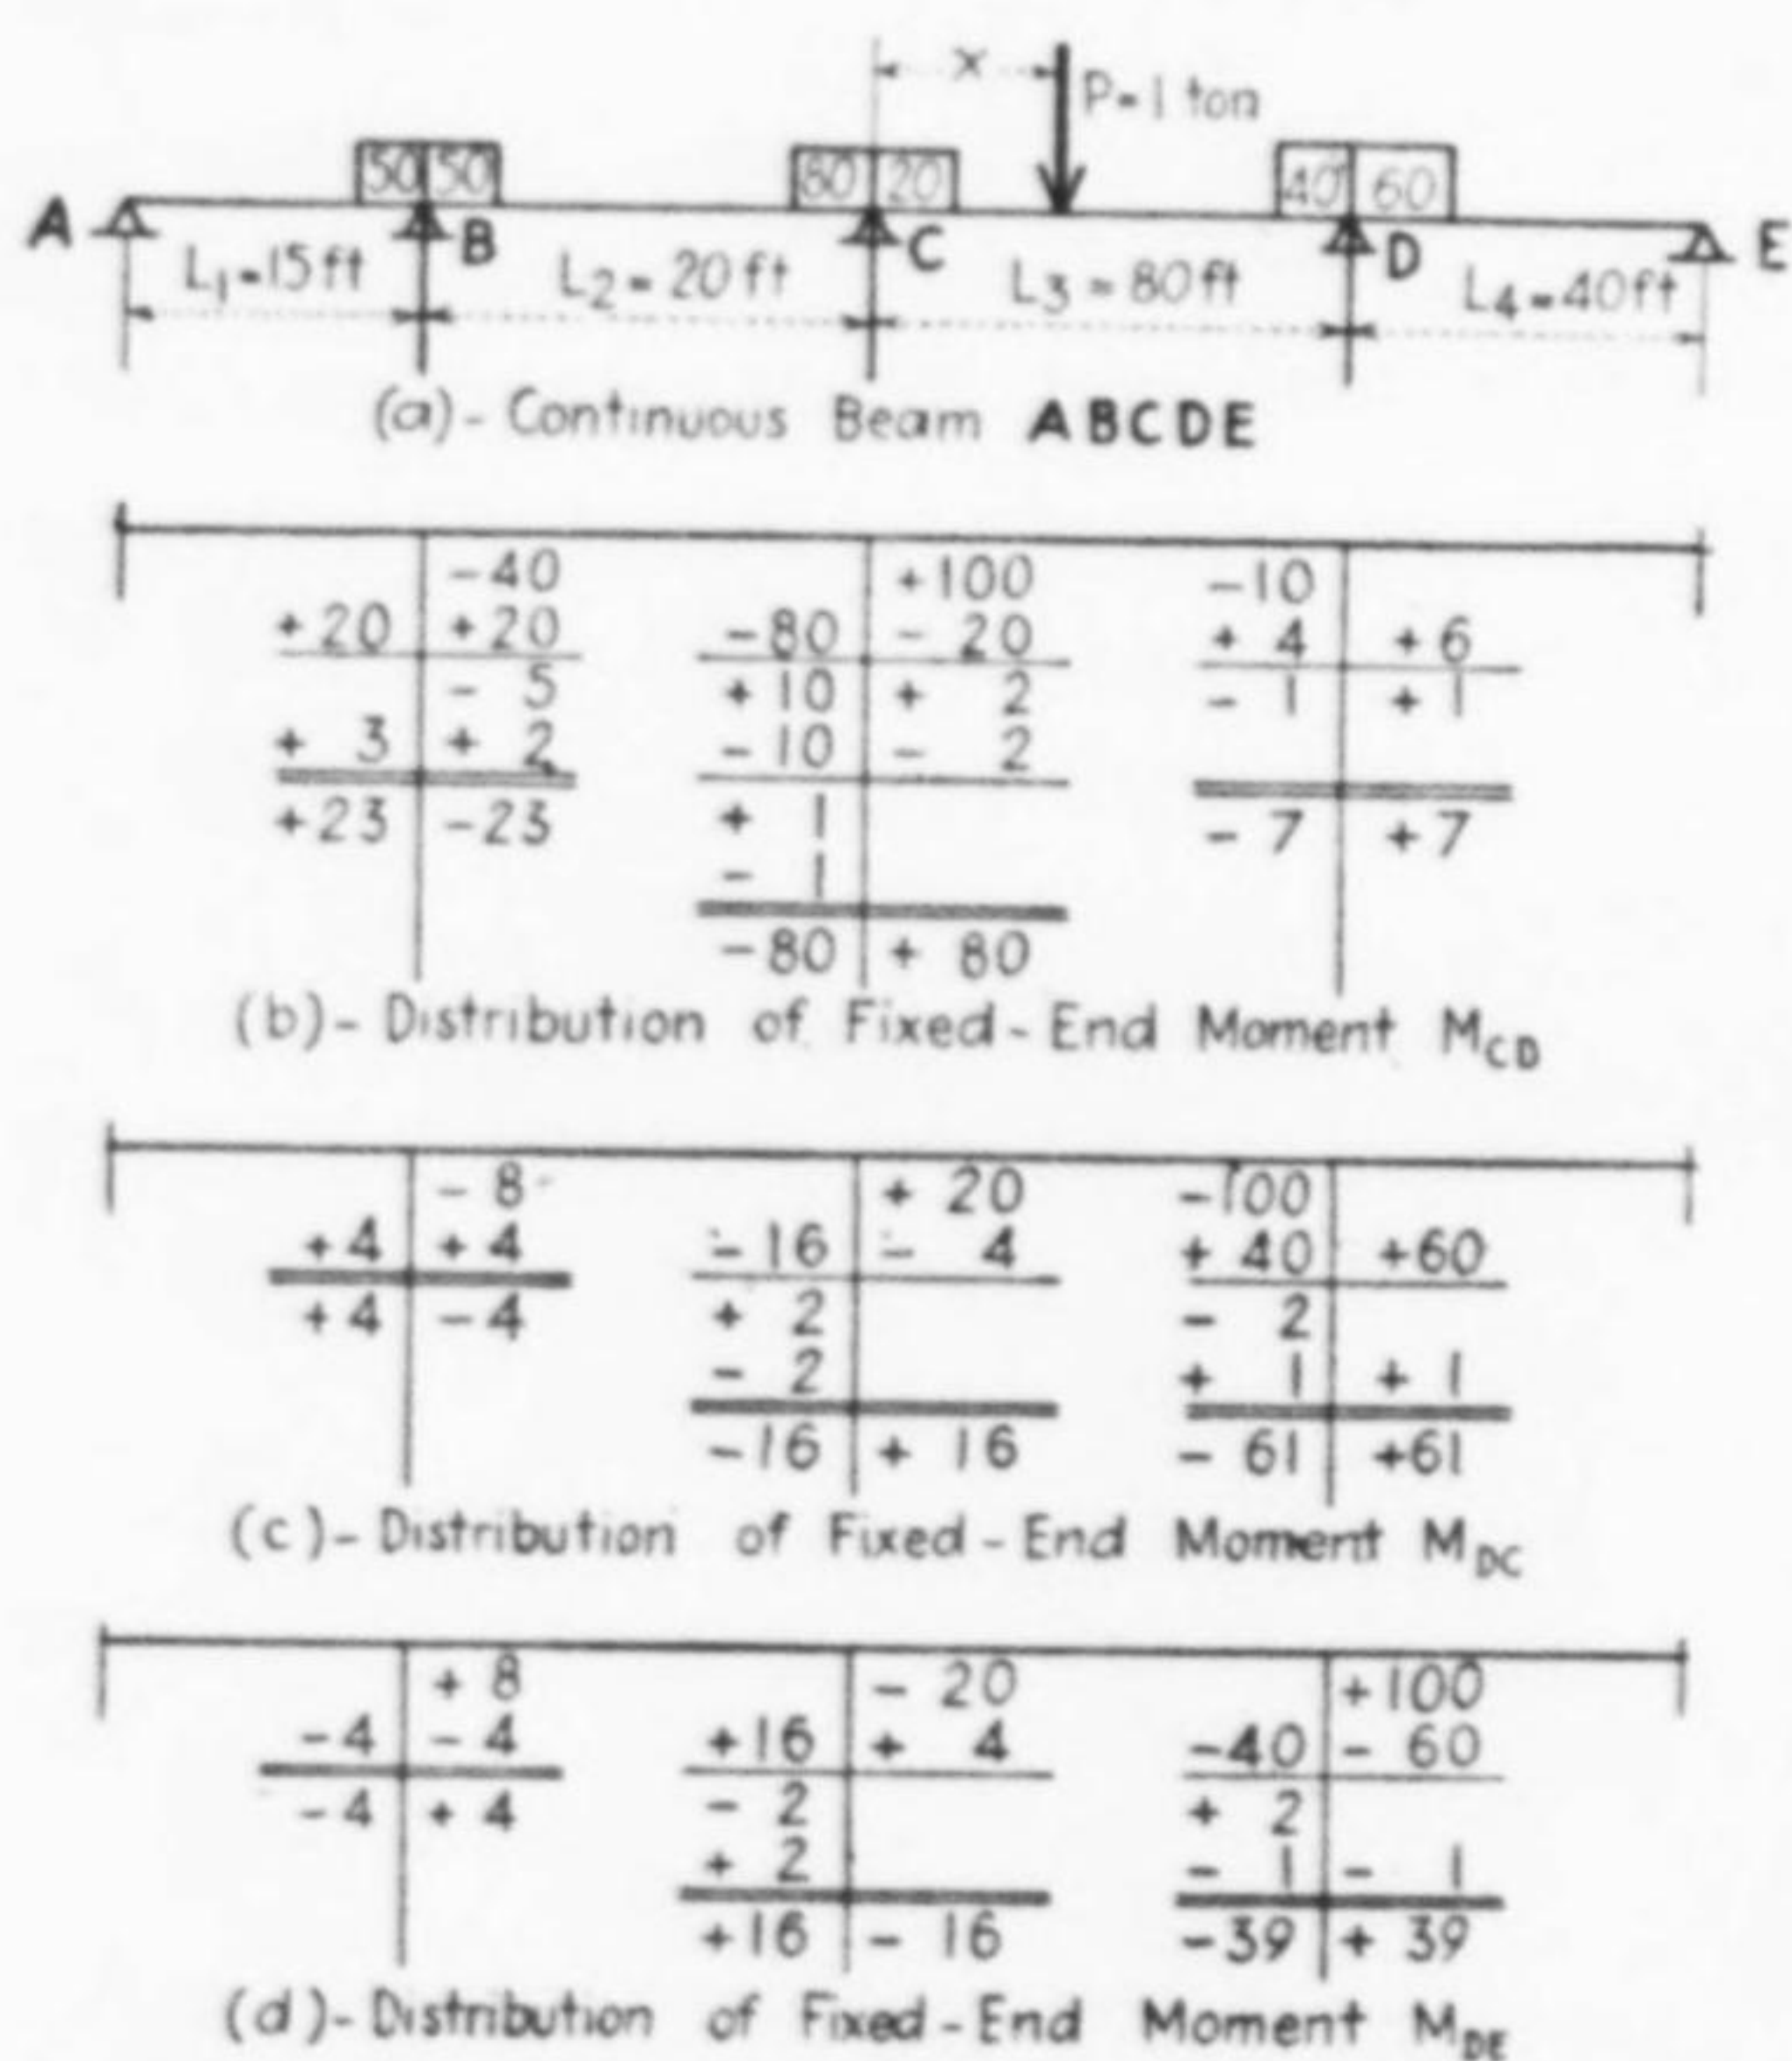 x
P=1 ton
50 50 80 20 40 60
A B C D E
L1=15ft L2=20ft L3=80ft L4=40ft
(a)- Continuous Beam ABCDE
-40 +100 -10
+20 +20 -80 - 20 + 4 +6
- 5 +10 + 2 - 1 + 1
+ 3 + 2 -10 - 2
+23 -23 + 1 - 7 +7
- 1
-80 + 80
(b)- Distribution of Fixed-End Moment MCD
- 8 + 20 -100
+4 +4 -16 - 4 + 40 +60
+4 -4 + 2 - 2
- 2 + 1 + 1
-16 + 16 - 61 +61
(c)- Distribution of Fixed-End Moment MDC
+ 8 - 20 +100
-4 -4 +16 + 4 -40 - 60
-4 + 4 - 2 + 2
+ 2 - 1 - 1
+16 - 16 -39 + 39
(d)- Distribution of Fixed-End Moment MDE